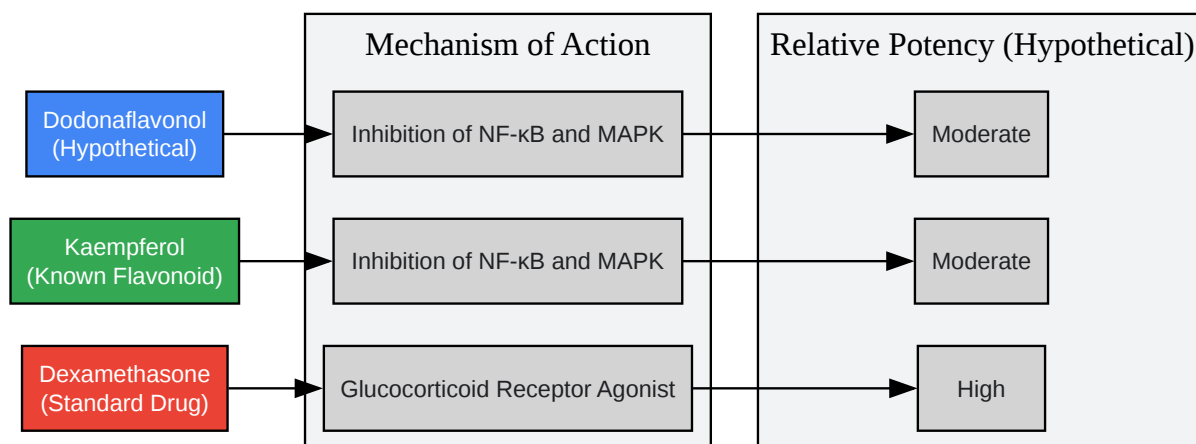 Mechanism of Action
Relative Potency (Hypothetical)
Dodonaflavonol
(Hypothetical)
Inhibition of NF-κB and MAPK
Moderate
Kaempferol
(Known Flavonoid)
Inhibition of NF-κB and MAPK
Moderate
Dexamethasone
(Standard Drug)
Glucocorticoid Receptor Agonist
High